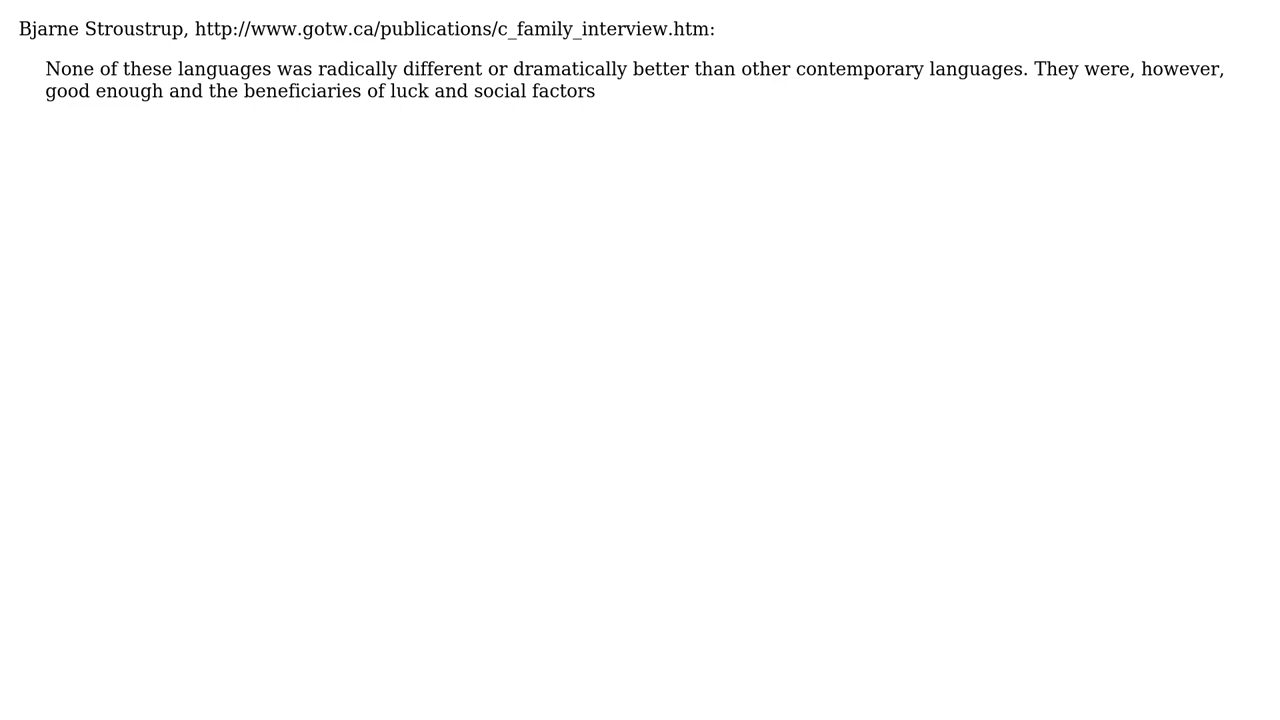 Bjarne Stroustrup, http://www.gotw.ca/publications/c_family_interview.htm:
None of these languages was radically different or dramatically better than other contemporary languages. They were, however,
good enough and the beneficiaries of luck and social factors